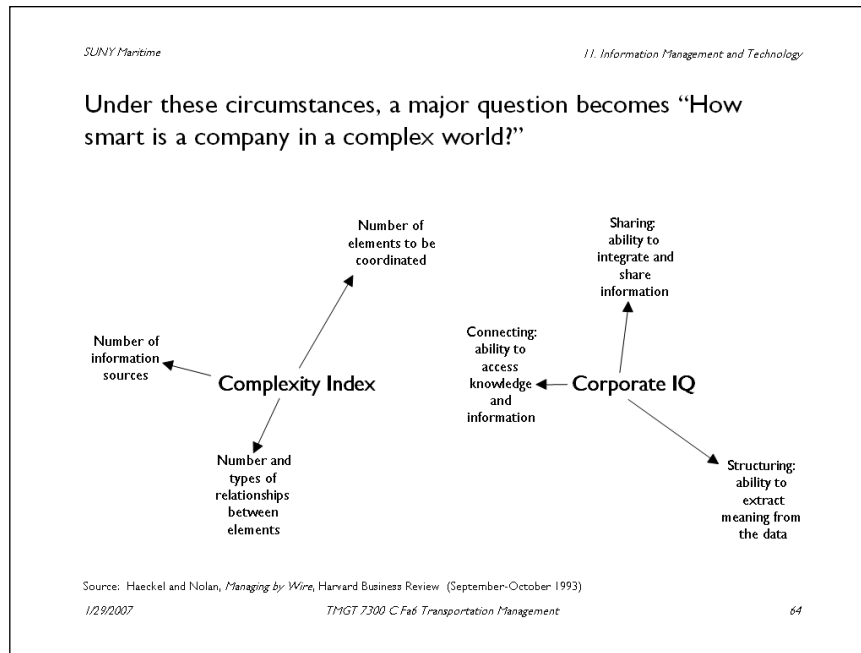 SUNY Maritime
11. Information Management and Technology
Under these circumstances, a major question becomes “How
smart is a company in a complex world?”
Number of
elements to be
coordinated
Number of
information
sources
Complexity Index
Number and
types of
relationships
between
elements
Sharing:
ability to
integrate and
share
information
Connecting:
ability to
access
knowledge
and
information
Corporate IQ
Structuring:
ability to
extract
meaning from
the data
Source: Haeckel and Nolan, Managing by Wire, Harvard Business Review (September-October 1993)
1/29/2007
TMGT 7300 C Fa6 Transportation Management
64